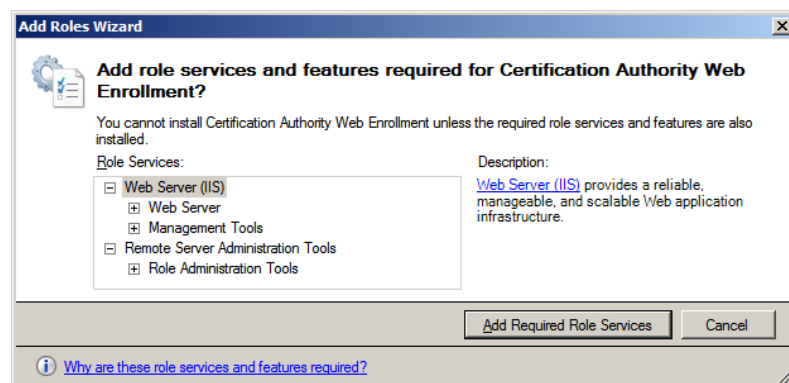 Add Roles Wizard
Add role services and features required for Certification Authority Web
Enrollment?
You cannot install Certification Authority Web Enrollment unless the required role services and features are also
installed.
Role Services:
Web Server (IIS)
Web Server
Management Tools
Remote Server Administration Tools
Role Administration Tools
Description:
Web Server (IIS) provides a reliable,
manageable, and scalable Web application
infrastructure.
Add Required Role Services
Cancel
Why are these role services and features required?